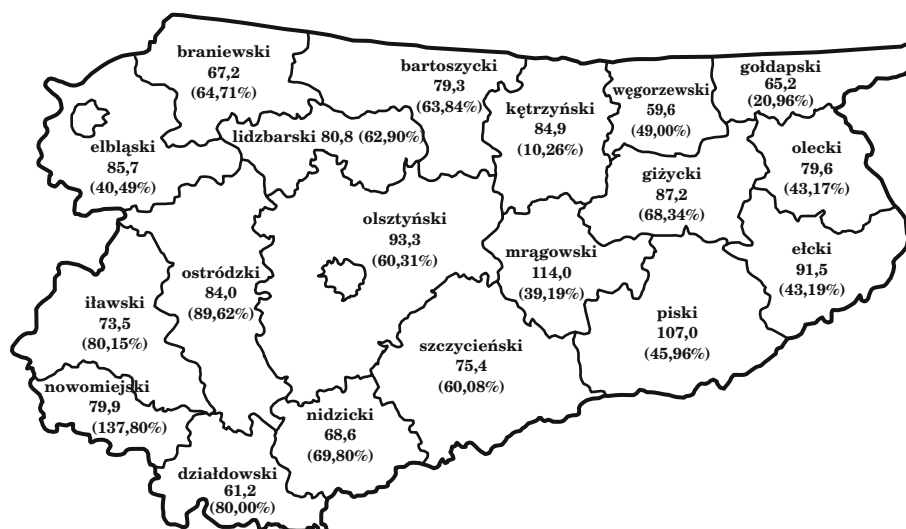 braniewski
67,2
(64,71%)
bartoszycki
79,3
(63,84%)
gołdapski
65,2
(20,96%)
węgorzewski
59,6
(49,00%)
kętrzyński
84,9
(10,26%)
lidzbarski 80,8 (62,90%)
elbląski
85,7
(40,49%)
olecki
79,6
(43,17%)
giżycki
87,2
(68,34%)
olsztyński
93,3
(60,31%)
mrągowski
114,0
(39,19%)
ełcki
91,5
(43,19%)
ostródzki
84,0
(89,62%)
iławski
73,5
(80,15%)
piski
107,0
(45,96%)
szczycieński
75,4
(60,08%)
nowomiejski
79,9
(137,80%)
nidzicki
68,6
(69,80%)
działdowski
61,2
(80,00%)